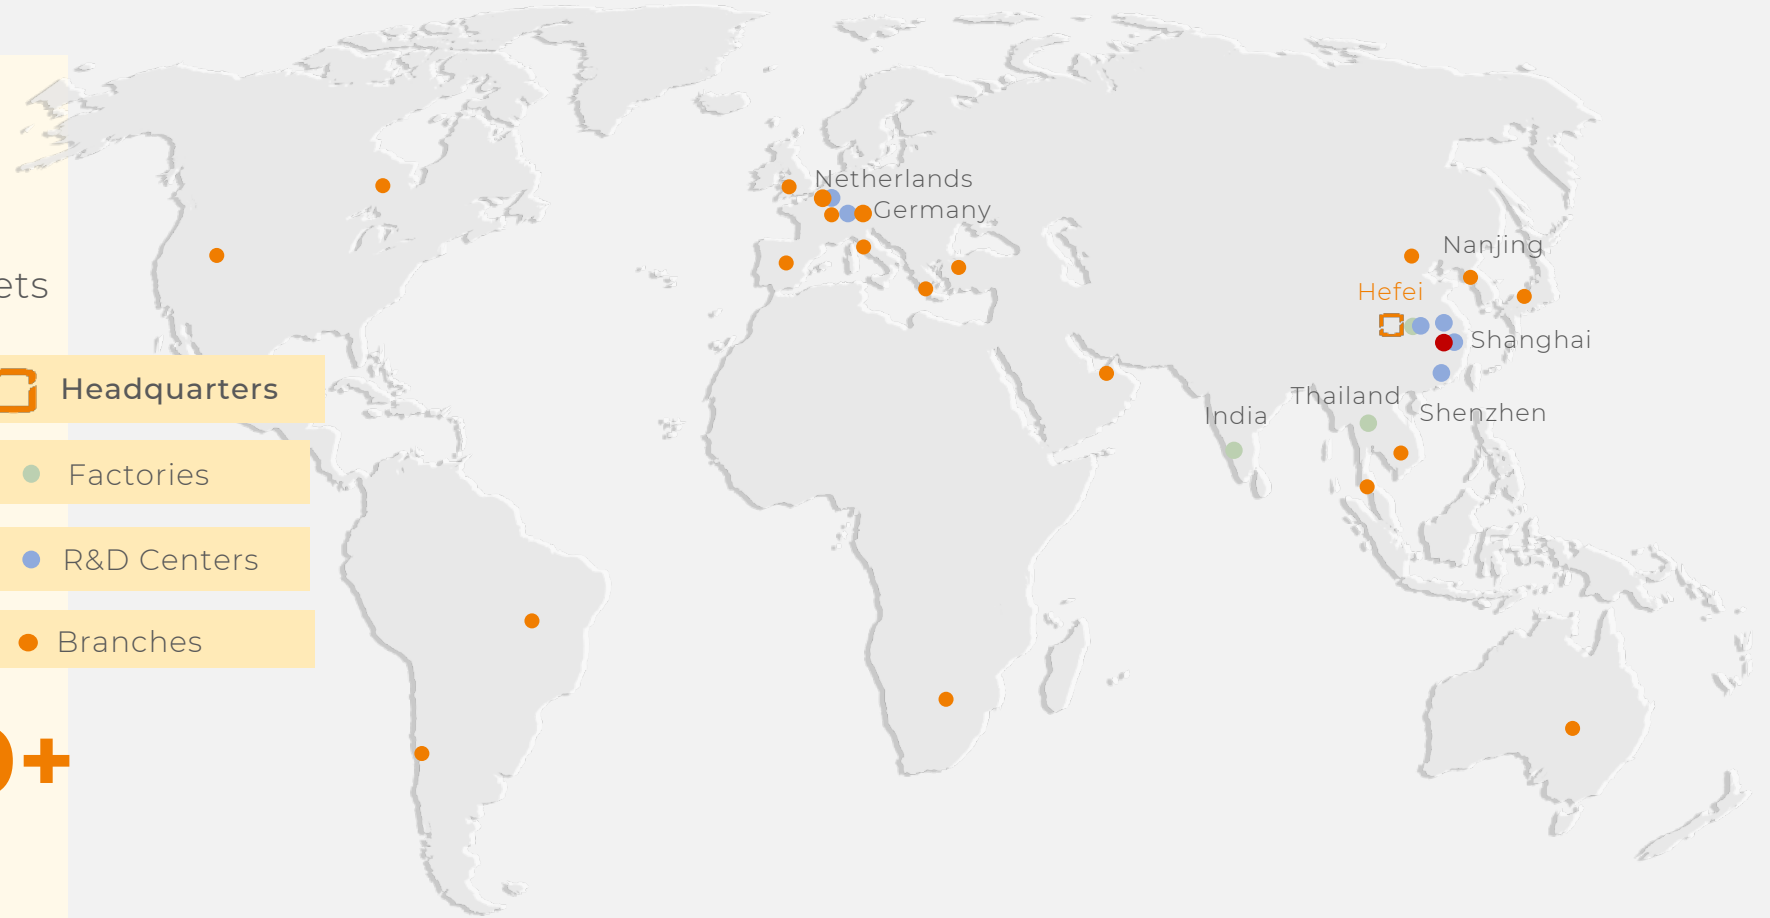 ets
Headquarters
Factories
R&D Centers
Branches
+
Netherlands
Germany
Nanjing
Hefei
Shanghai
Thailand
India
Shenzhen